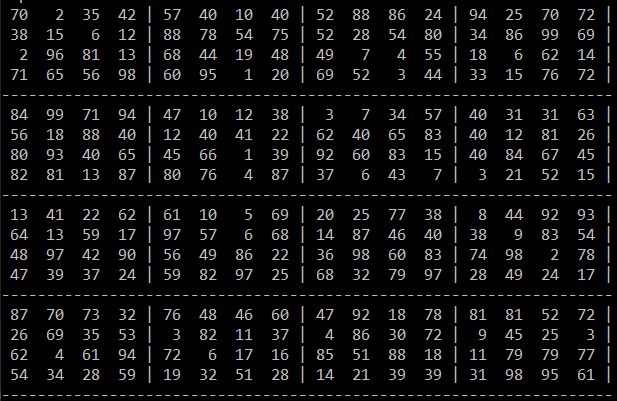 70 2 35 42 | 57 40 10 40 | 52 88 86 24 | 94 25 70 72 |
38 15 6 12 | 88 78 54 75 | 52 28 54 80 | 34 86 99 69 |
2 96 81 13 | 68 44 19 48 | 49 7 4 55 | 18 6 62 14 |
71 65 56 98 | 60 95 1 20 | 69 52 3 44 | 33 15 76 72 |
-------------------------------------------------------------------
84 99 71 94 | 47 10 12 38 | 3 7 34 57 | 40 31 31 63 |
56 18 88 40 | 12 40 41 22 | 62 40 65 83 | 40 12 81 26 |
80 93 40 65 | 45 66 1 39 | 92 60 83 15 | 40 84 67 45 |
82 81 13 87 | 80 76 4 87 | 37 6 43 7 | 3 21 52 15 |
-------------------------------------------------------------------
13 41 22 62 | 61 10 5 69 | 20 25 77 38 | 8 44 92 93 |
64 13 59 17 | 97 57 6 68 | 14 87 46 40 | 38 9 83 54 |
48 97 42 90 | 56 49 86 22 | 36 98 60 83 | 74 98 2 78 |
47 39 37 24 | 59 82 97 25 | 68 32 79 97 | 28 49 24 17 |
-------------------------------------------------------------------
87 70 73 32 | 76 48 46 60 | 47 92 18 78 | 81 81 52 72 |
26 69 35 53 | 3 82 11 37 | 4 86 30 72 | 9 45 25 3 |
62 4 61 94 | 72 6 17 16 | 85 51 88 18 | 11 79 79 77 |
54 34 28 59 | 19 32 51 28 | 14 21 39 39 | 31 98 95 61 |
-------------------------------------------------------------------